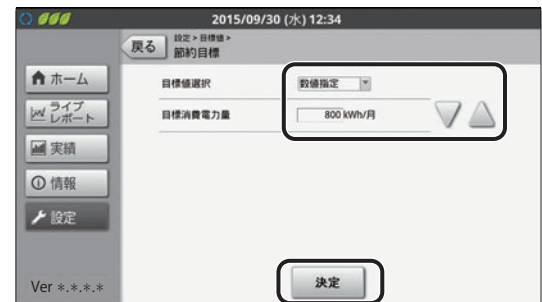 2015/09/30 (水) 12:34
戻る
設定 > 目標値 >
節約目標
ホーム
ライブ
レポート
実績
情報
設定
Ver *.*.*.*
目標値選択
数値指定
目標消費電力量
800 kWh/月
決定